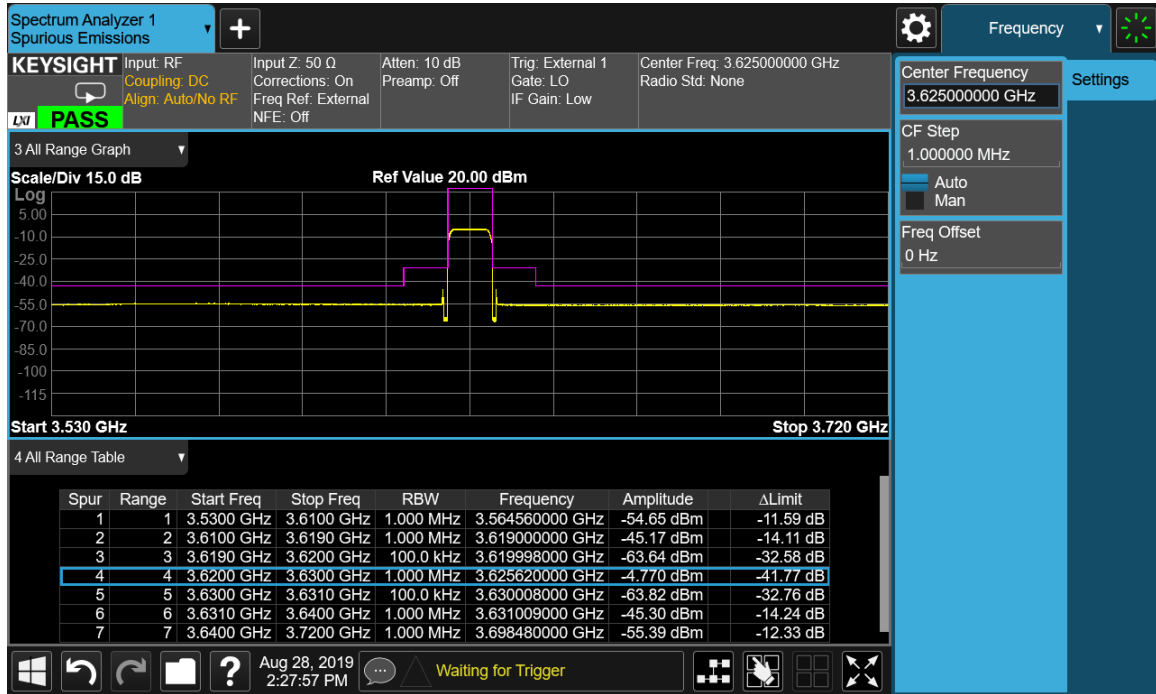 Spectrum Analyzer 1
Spurious Emissions
+
Frequency
KEYSIGHT
Input: RF
Coupling: DC
Align: Auto/No RF
Input Z: 50 Ω
Corrections: On
Freq Ref: External
NFE: Off
Atten: 10 dB
Preamp: Off
Trig: External 1
Gate: LO
IF Gain: Low
Center Freq: 3.625000000 GHz
Radio Std: None
LXI
PASS
Center Frequency
3.625000000 GHz
Settings
CF Step
1.000000 MHz
Auto
Man
Freq Offset
0 Hz
3 All Range Graph
Scale/Div 15.0 dB Ref Value 20.00 dBm
Log
5.00
-10.0
-25.0
-40.0
-55.0
-70.0
-85.0
-100
-115
Start 3.530 GHz Stop 3.720 GHz
4 All Range Table
Spur Range Start Freq Stop Freq RBW Frequency Amplitude ΔLimit
1 1 3.5300 GHz 3.6100 GHz 1.000 MHz 3.564560000 GHz -54.65 dBm -11.59 dB
2 2 3.6100 GHz 3.6190 GHz 1.000 MHz 3.619000000 GHz -45.17 dBm -14.11 dB
3 3 3.6190 GHz 3.6200 GHz 100.0 kHz 3.619998000 GHz -63.64 dBm -32.58 dB
4 4 3.6200 GHz 3.6300 GHz 1.000 MHz 3.625620000 GHz -4.770 dBm -41.77 dB
5 5 3.6300 GHz 3.6310 GHz 100.0 kHz 3.630008000 GHz -63.82 dBm -32.76 dB
6 6 3.6310 GHz 3.6400 GHz 1.000 MHz 3.631009000 GHz -45.30 dBm -14.24 dB
7 7 3.6400 GHz 3.7200 GHz 1.000 MHz 3.698480000 GHz -55.39 dBm -12.33 dB
?
Aug 28, 2019
2:27:57 PM
Waiting for Trigger